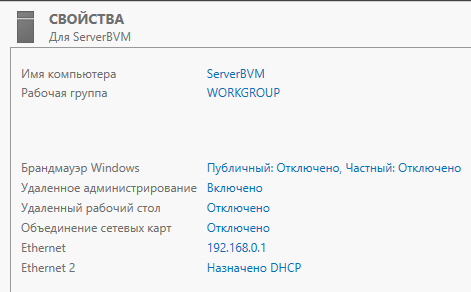 СВОЙСТВА
Для ServerBVM
Имя компьютера ServerBVM
Рабочая группа WORKGROUP
Брандмауэр Windows Публичный: Отключено, Частный: Отключено
Удаленное администрирование Включено
Удаленный рабочий стол Отключено
Объединение сетевых карт Отключено
Ethernet 192.168.0.1
Ethernet 2 Назначено DHCP